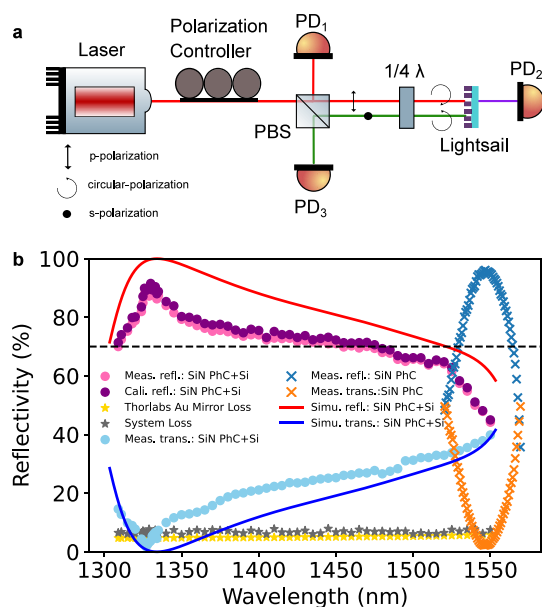 a
Laser
Polarization
Controller
PD1
1/4 λ
PD2
PBS
Lightsail
PD3
p-polarization
circular-polarization
s-polarization
b
Reflectivity (%)
100
80
60
40
20
0
Meas. refl.: SiN PhC+Si
Cali. refl.: SiN PhC+Si
Thorlabs Au Mirror Loss
System Loss
Meas. trans.: SiN PhC+Si
Meas. refl.: SiN PhC
Meas. trans.:SiN PhC
Simu. refl.: SiN PhC+Si
Simu. trans.: SiN PhC+Si
1300
1350
1400
1450
1500
1550
Wavelength (nm)